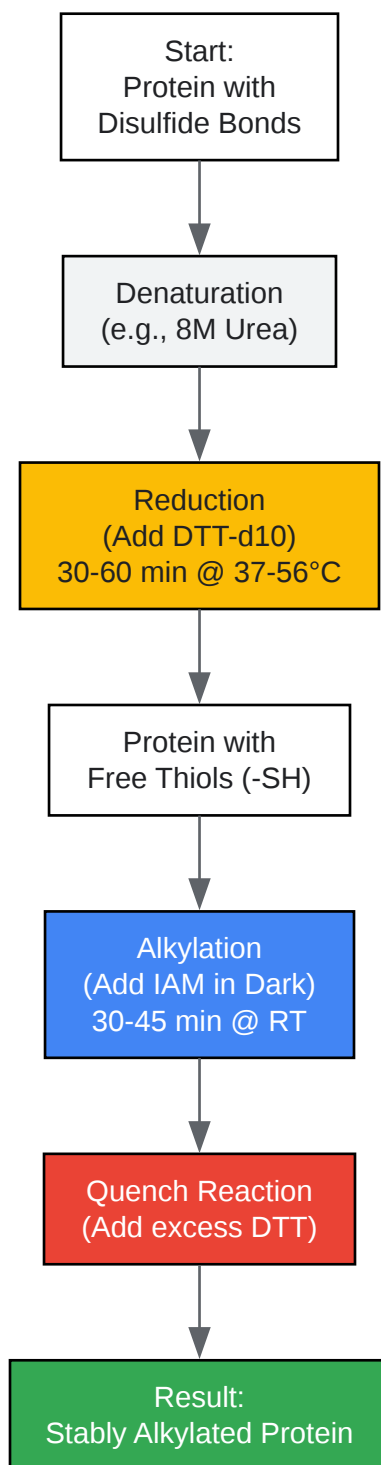 Start:
Protein with
Disulfide Bonds
Denaturation
(e.g., 8M Urea)
Reduction
(Add DTT-d10)
30-60 min @ 37-56°C
Protein with
Free Thiols (-SH)
Alkylation
(Add IAM in Dark)
30-45 min @ RT
Quench Reaction
(Add excess DTT)
Result:
Stably Alkylated Protein